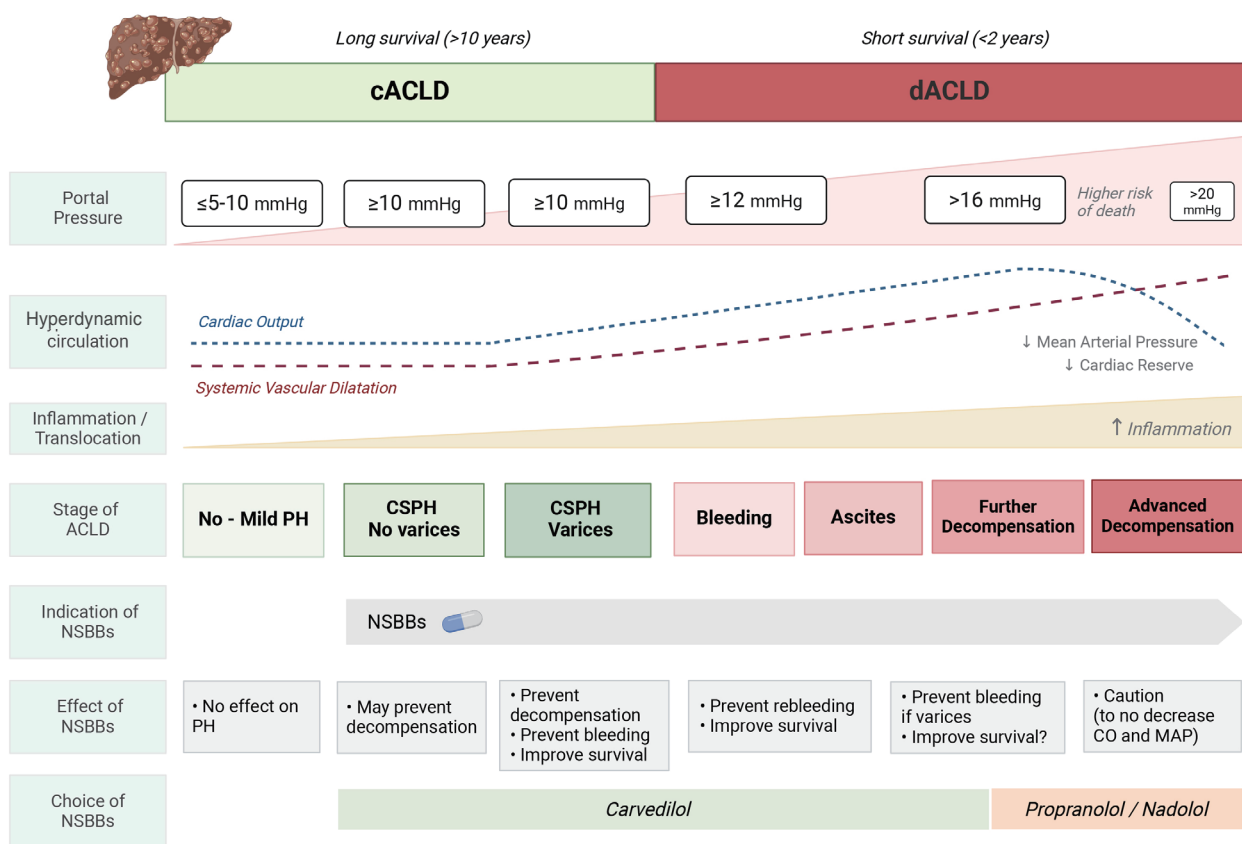 Long survival (>10 years)
Short survival (<2 years)
cACLD
dACLD
Portal
Pressure
≤5-10 mmHg
≥10 mmHg
≥10 mmHg
≥12 mmHg
>16 mmHg
Higher risk
of death
>20
mmHg
Hyperdynamic
circulation
Cardiac Output
Systemic Vascular Dilatation
↓ Mean Arterial Pressure
↓ Cardiac Reserve
Inflammation /
Translocation
↑ Inflammation
Stage of
ACLD
No - Mild PH
CSPH
No varices
CSPH
Varices
Bleeding
Ascites
Further
Decompensation
Advanced
Decompensation
Indication of
NSBBs
NSBBs
Effect of
NSBBs
• No effect on
PH
• May prevent
decompensation
• Prevent
decompensation
• Prevent bleeding
• Improve survival
• Prevent rebleeding
• Improve survival
• Prevent bleeding
if varices
• Improve survival?
• Caution
(to no decrease
CO and MAP)
Choice of
NSBBs
Carvedilol
Propranolol / Nadolol